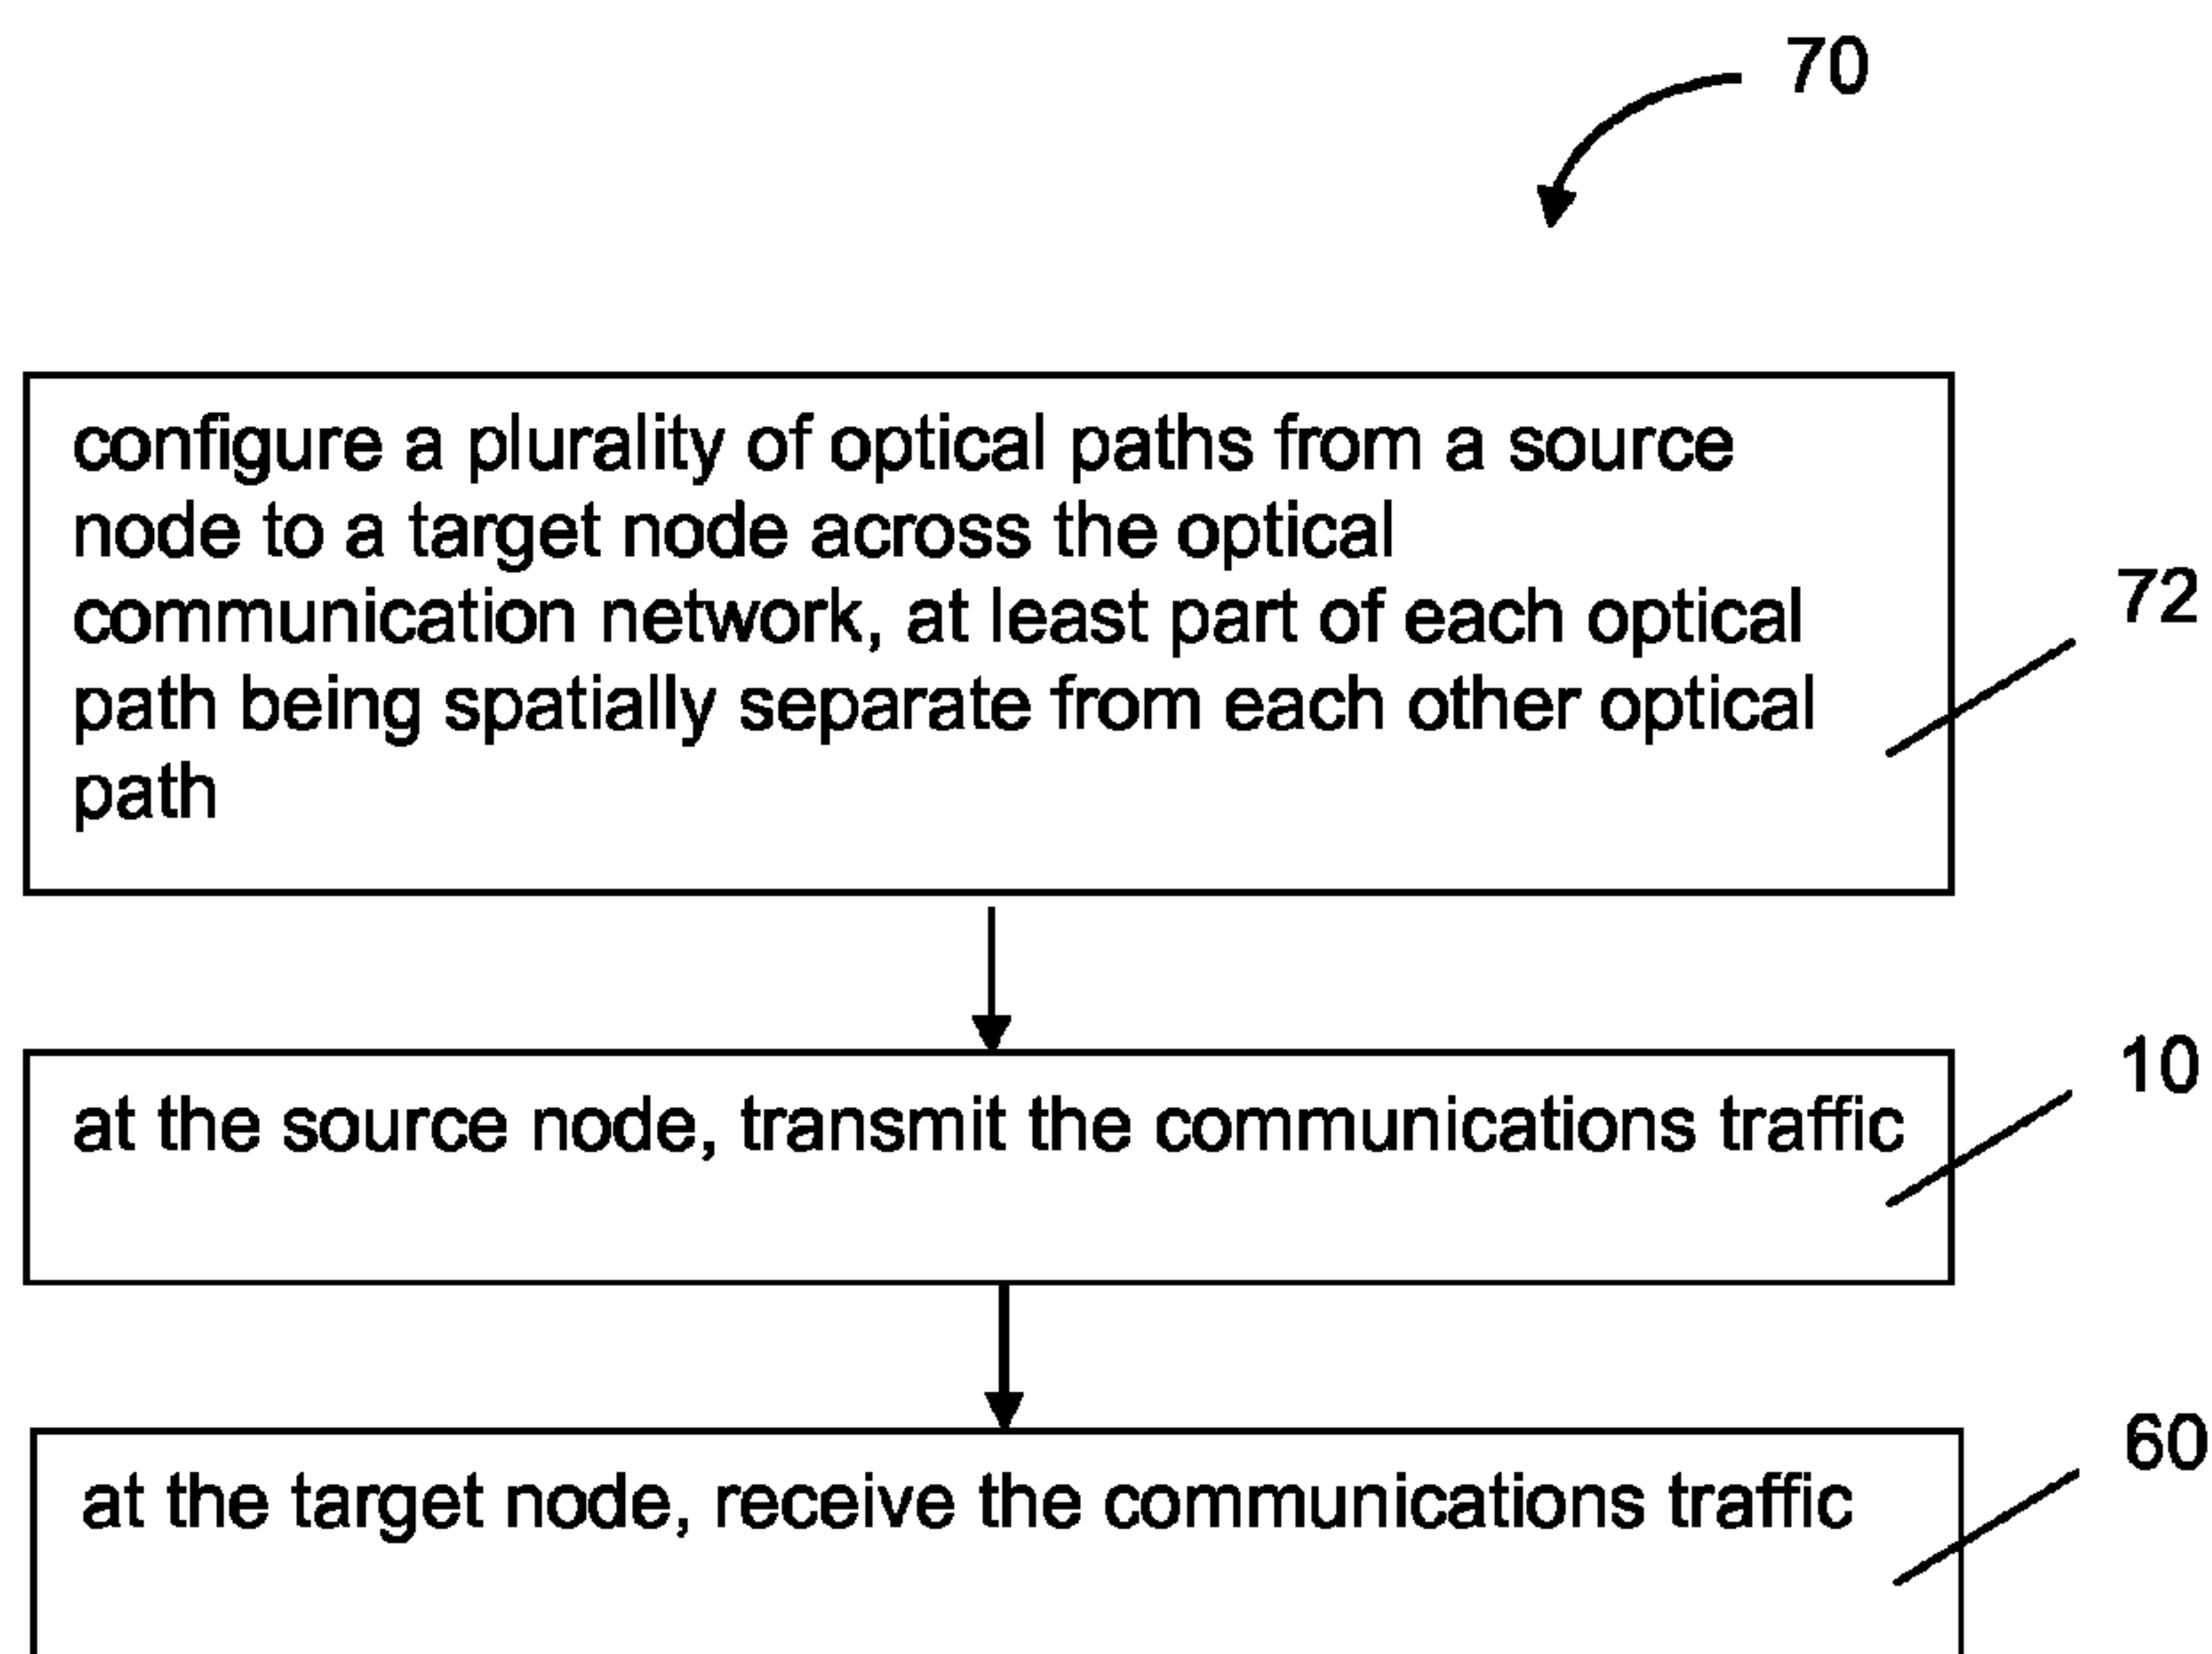 70
configure a plurality of optical paths from a source
node to a target node across the optical
communication network, at least part of each optical
path being spatially separate from each other optical
path
72
at the source node, transmit the communications traffic
10
at the target node, receive the communications traffic
60